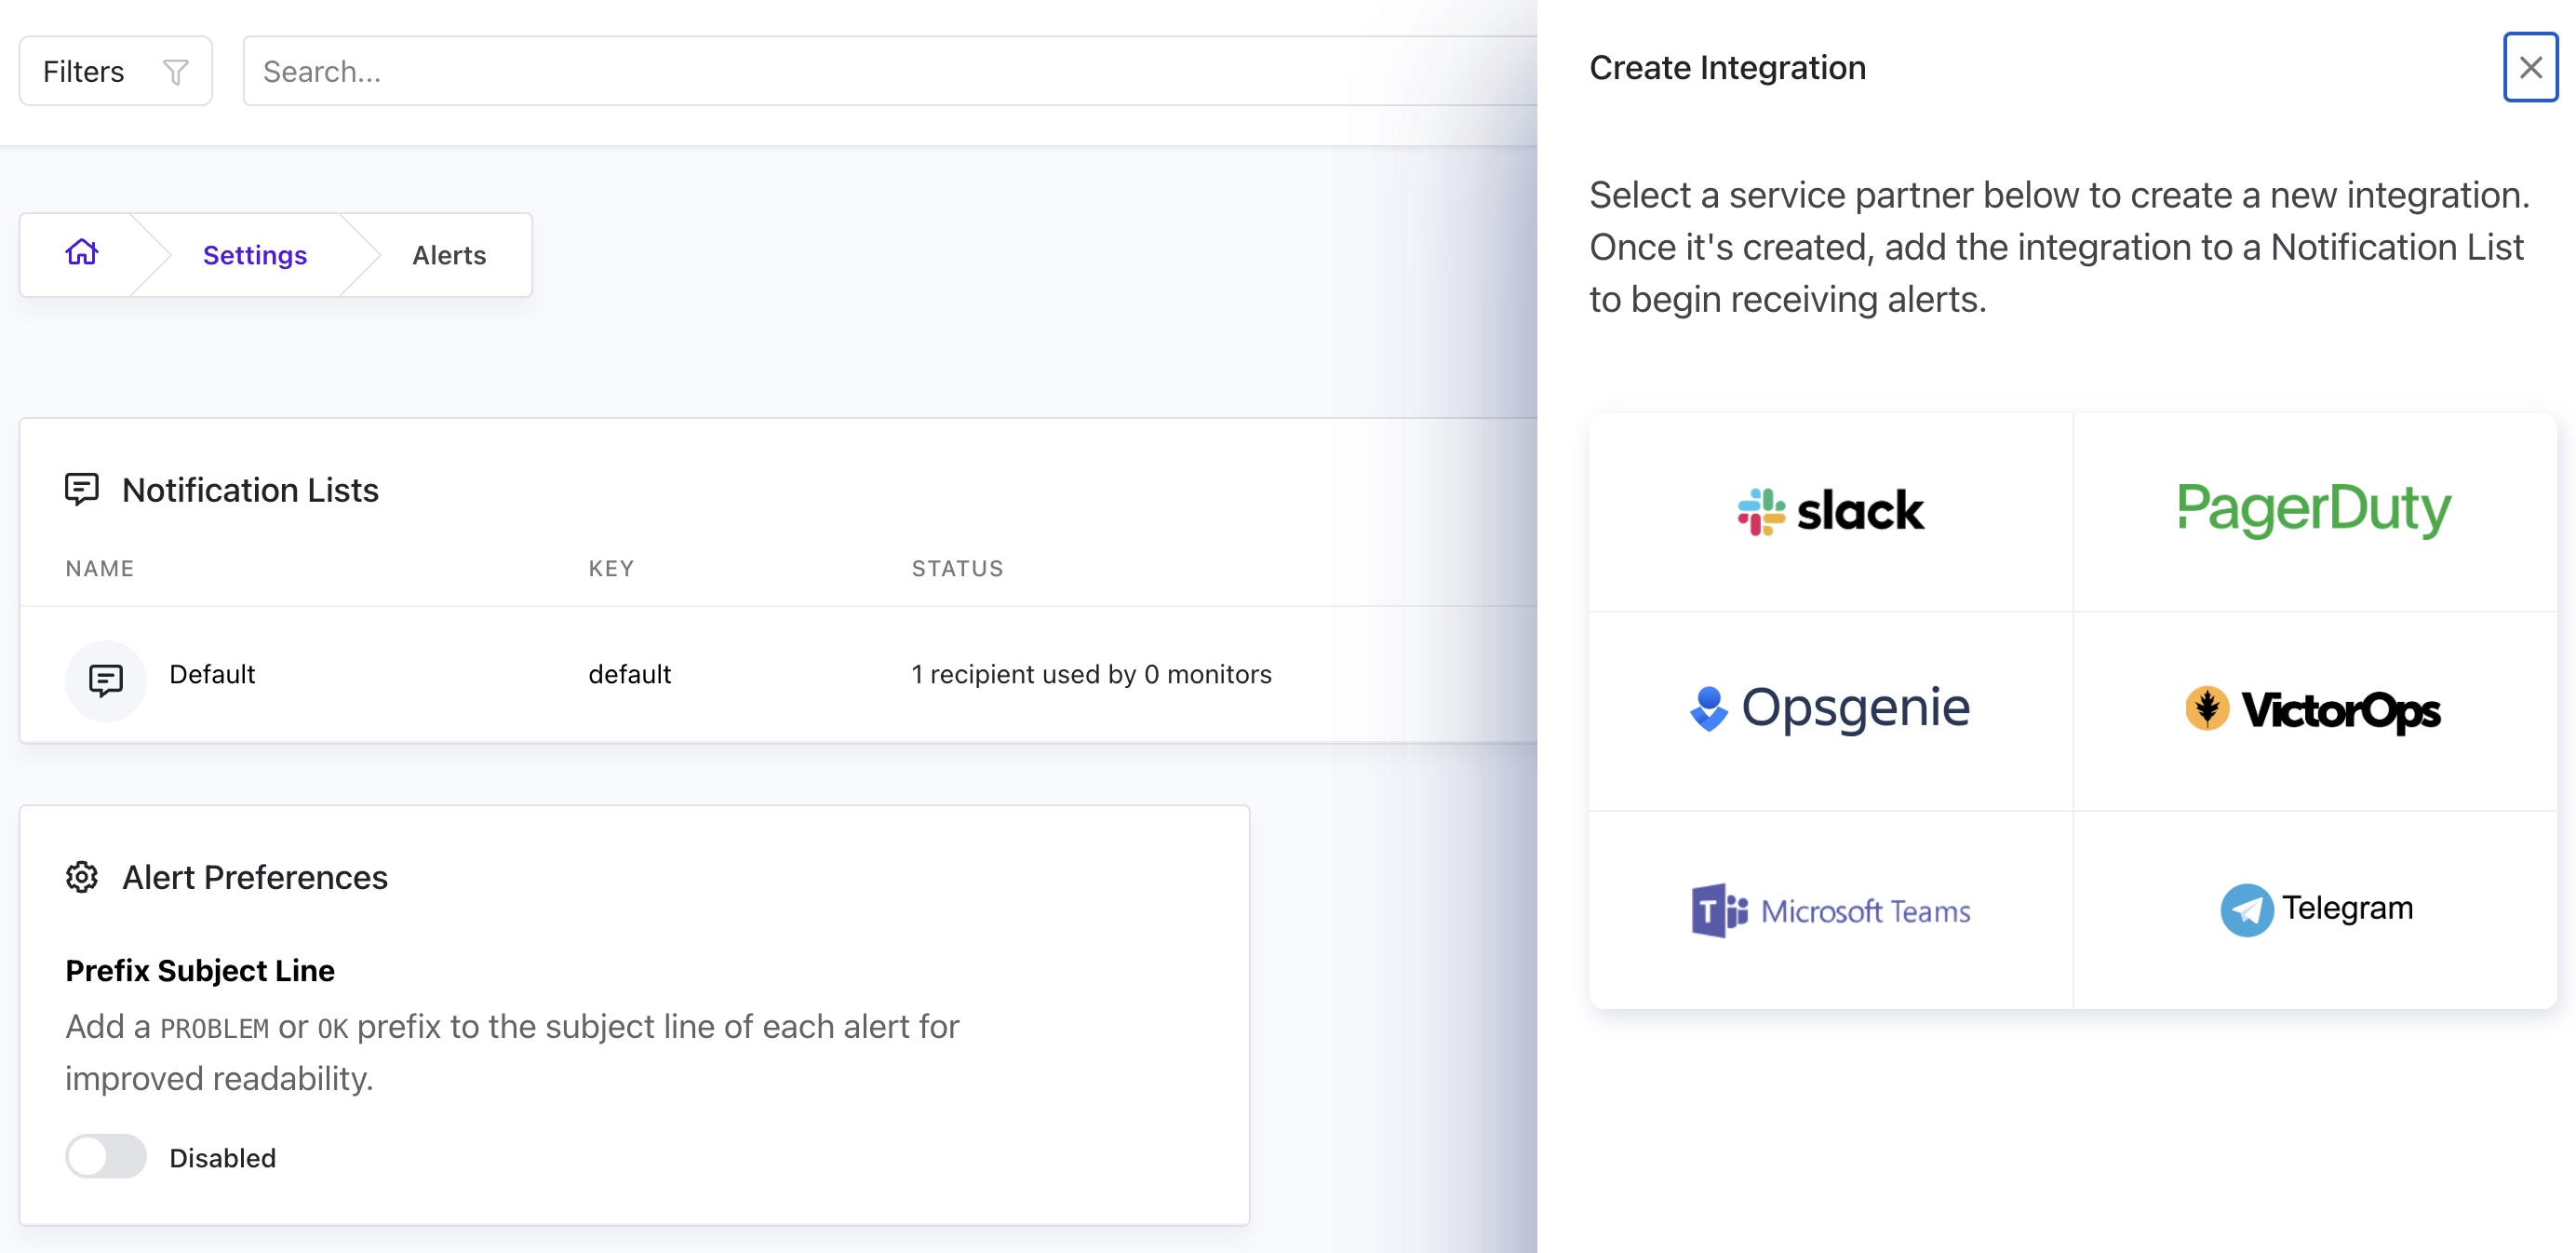 Filters
Search...
Settings
Alerts
Notification Lists
NAME KEY STATUS
Default default 1 recipient used by 0 monitors
Alert Preferences
Prefix Subject Line
Add a PROBLEM or OK prefix to the subject line of each alert for
improved readability.
Disabled
Create Integration
Select a service partner below to create a new integration.
Once it's created, add the integration to a Notification List
to begin receiving alerts.
slack
PagerDuty
Opsgenie
VictorOps
T Microsoft Teams
Telegram